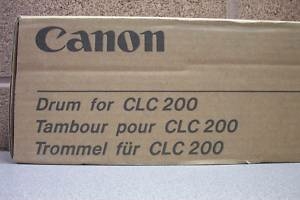 Canon
Drum for CLC 200
Tambour pour CLC 200
Trommel für CLC 200